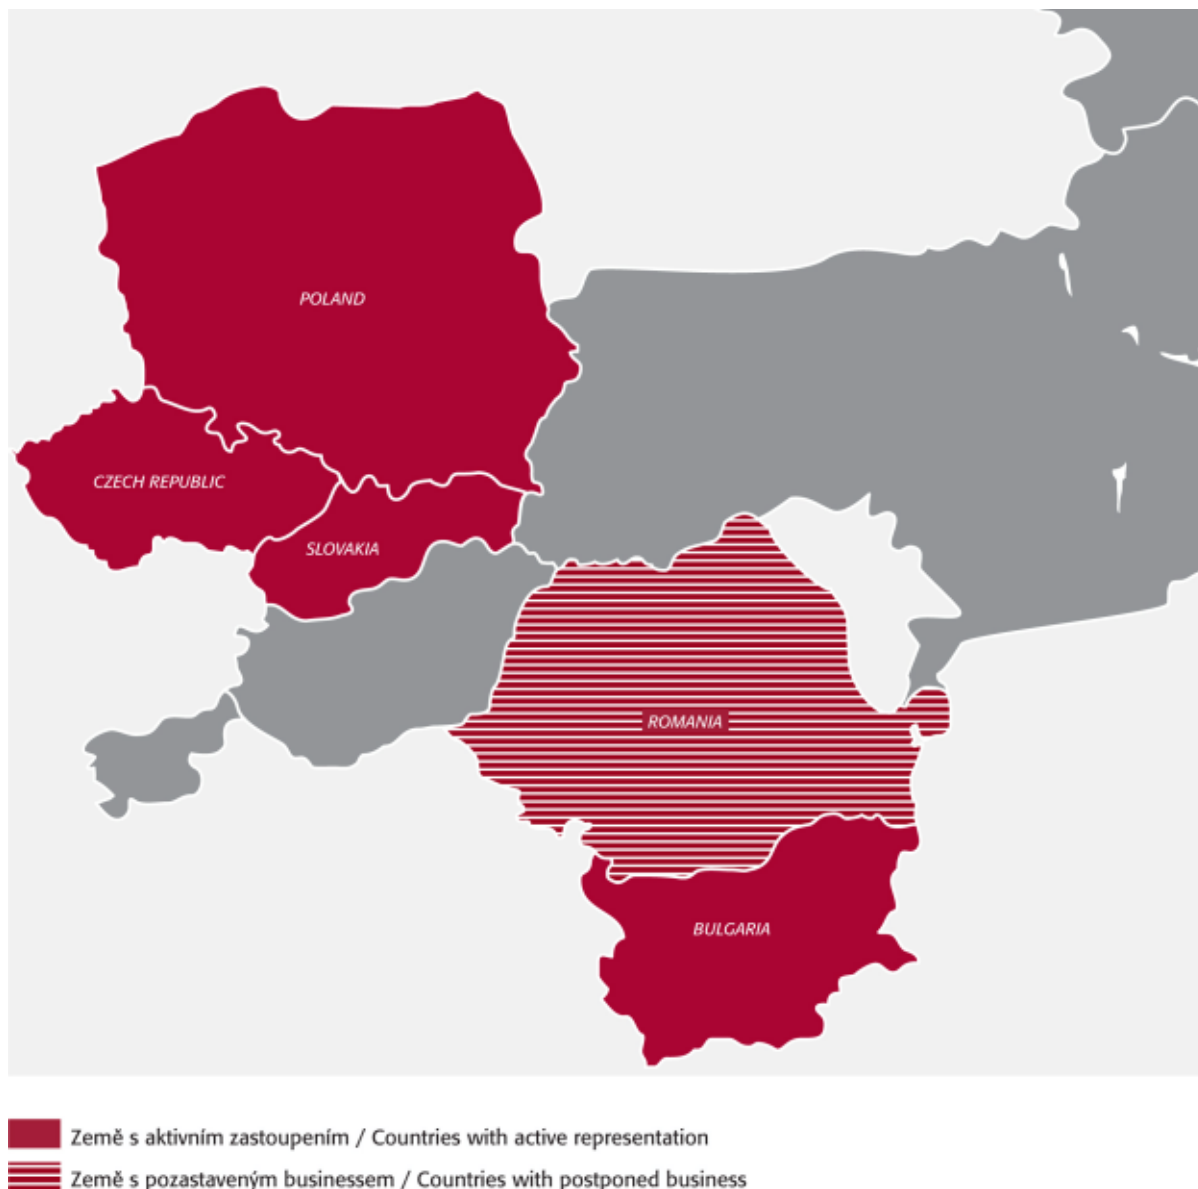 POLAND
CZECH REPUBLIC
SLOVAKIA
ROMANIA
BULGARIA
Země s aktivním zastoupením / Countries with active representation
Země s pozastaveným businessem / Countries with postponed business